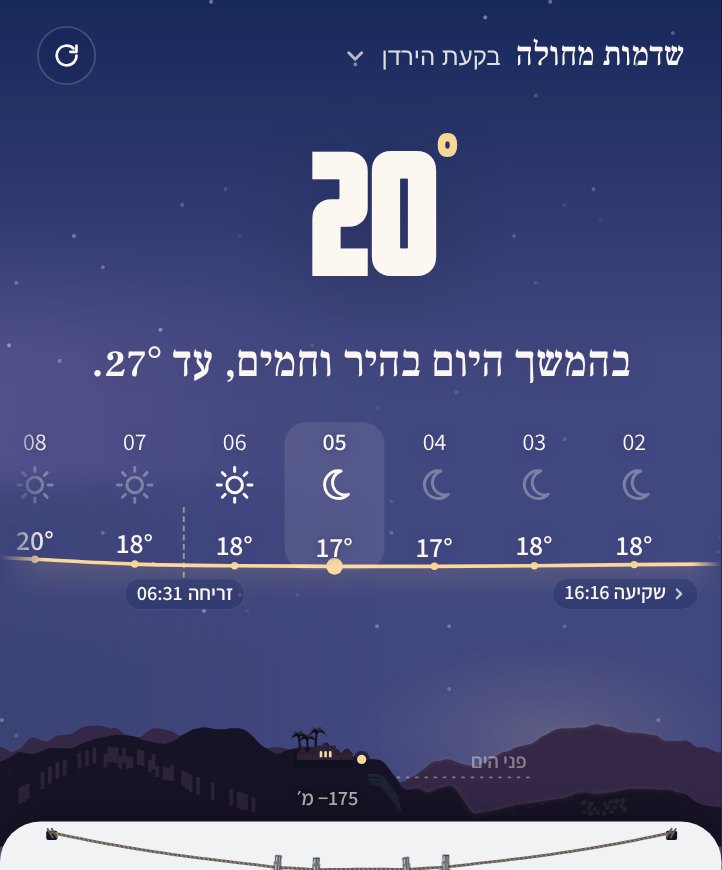 שדמות מחולה בקעת הירדן
20°
בהמשך היום בהיר וחמים, עד 27°.
02 03 04 05 06 07 08
18° 18° 17° 17° 18° 18° 20°
שקיעה 16:16 זריחה 06:31
פני הים
−175 מ׳